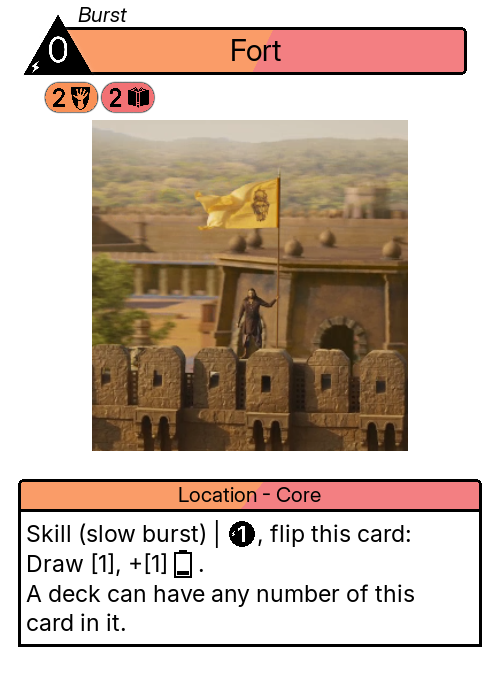 Burst
0
Fort
2 2
Location - Core
Skill (slow burst) | 1, flip this card:
Draw [1], +[1] .
A deck can have any number of this
card in it.